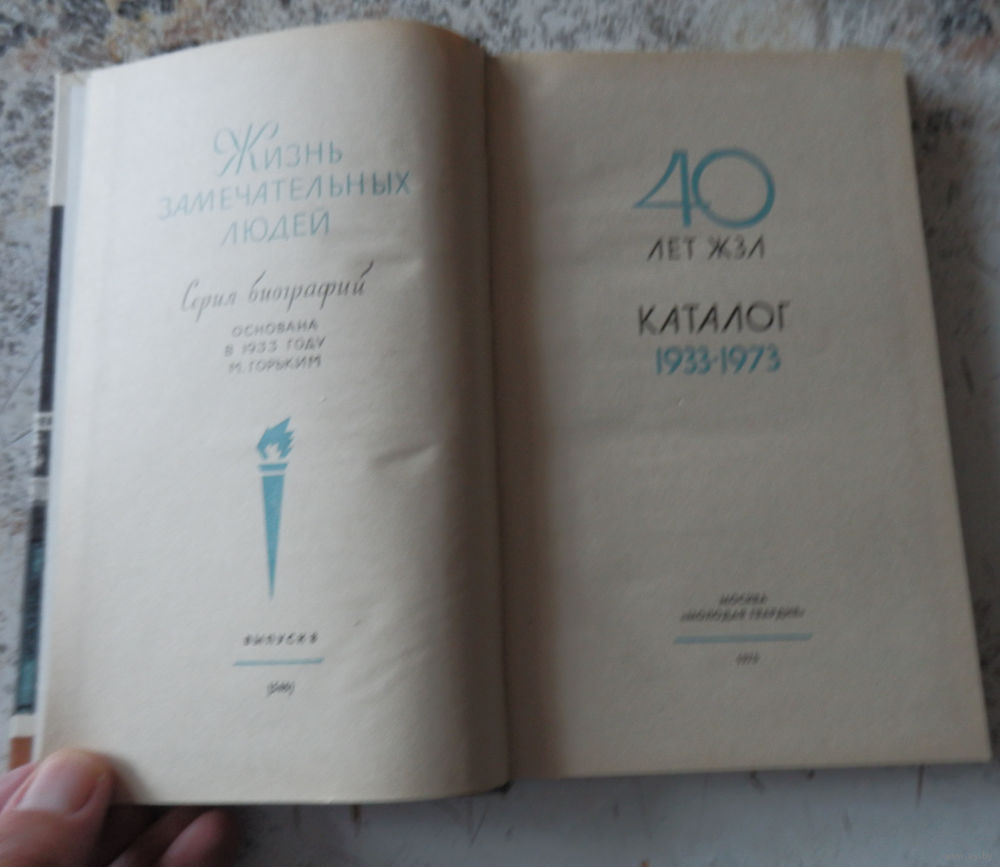 Жизнь
ЗАМЕЧАТЕЛЬНЫХ
ЛЮДЕЙ
Серия биографий
ОСНОВАНА
В 1933 ГОДУ
М. ГОРЬКИМ
ВЫПУСК 8
40
ЛЕТ ЖЗЛ
КАТАЛОГ
1933-1973
МОСКВА
«МОЛОДАЯ ГВАРДИЯ»